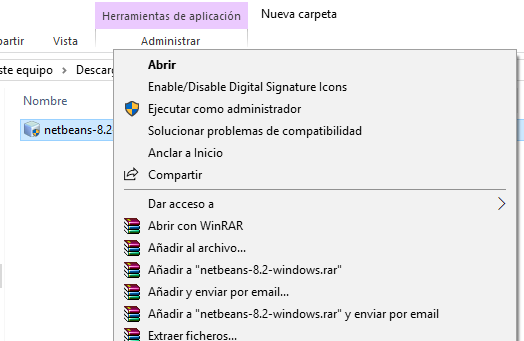 Herramientas de aplicación
Nueva carpeta
partir
Vista
Administrar
ste equipo
Descarg
Nombre
netbeans-8.2
Abrir
Enable/Disable Digital Signature Icons
Ejecutar como administrador
Solucionar problemas de compatibilidad
Anclar a Inicio
Compartir
Dar acceso a
Abrir con WinRAR
Añadir al archivo...
Añadir a "netbeans-8.2-windows.rar"
Añadir y enviar por email...
Añadir a "netbeans-8.2-windows.rar" y enviar por email
Extraer ficheros...